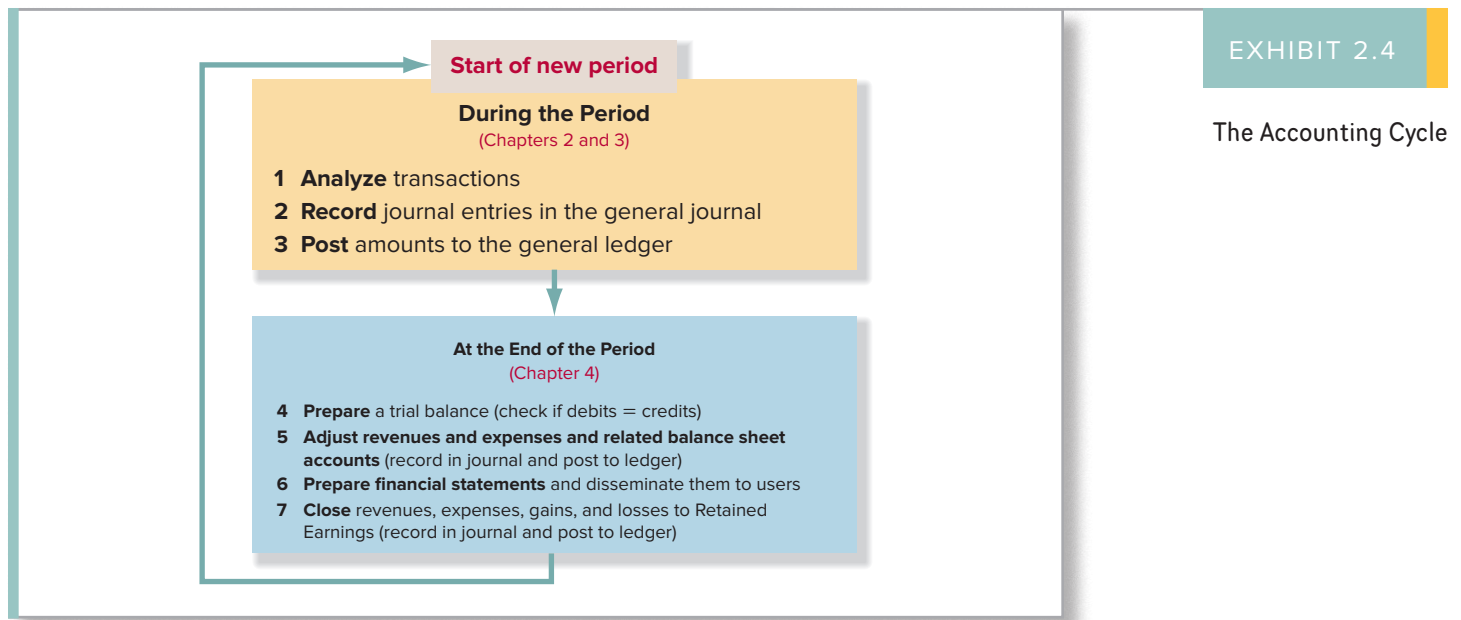 EXHIBIT 2.4
The Accounting Cycle
Start of new period
During the Period
(Chapters 2 and 3)
1 Analyze transactions
2 Record journal entries in the general journal
3 Post amounts to the general ledger
At the End of the Period
(Chapter 4)
4 Prepare a trial balance (check if debits = credits)
5 Adjust revenues and expenses and related balance sheet
accounts (record in journal and post to ledger)
6 Prepare financial statements and disseminate them to users
7 Close revenues, expenses, gains, and losses to Retained
Earnings (record in journal and post to ledger)